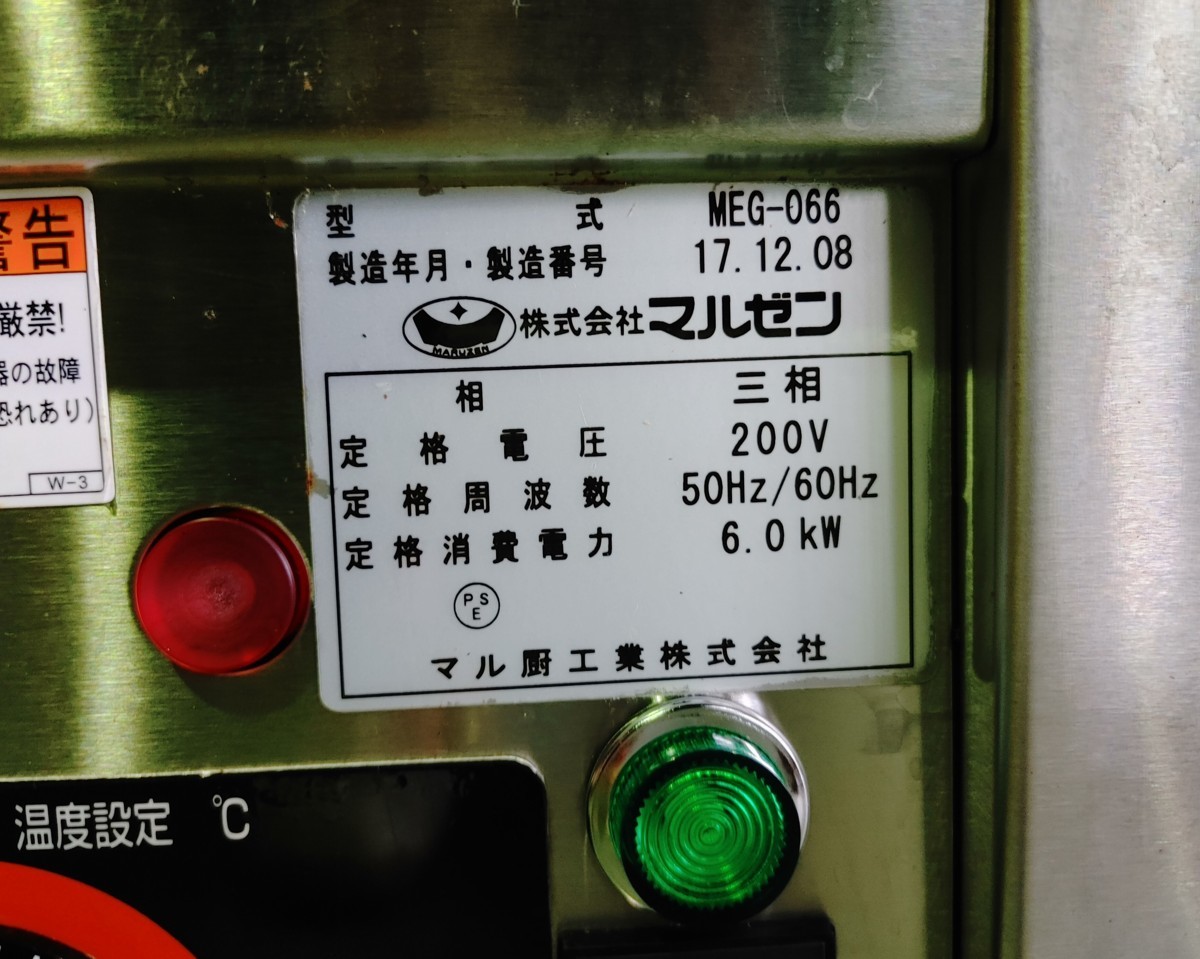 型式 MEG-066
製造年月・製造番号 17.12.08
MARUZEN 株式会社マルゼン
相 三相
定格電圧 200V
定格周波数 50Hz/60Hz
定格消費電力 6.0kW
PSE
マル厨工業株式会社
警告
厳禁!
器の故障
恐れあり)
W-3
温度設定 ℃